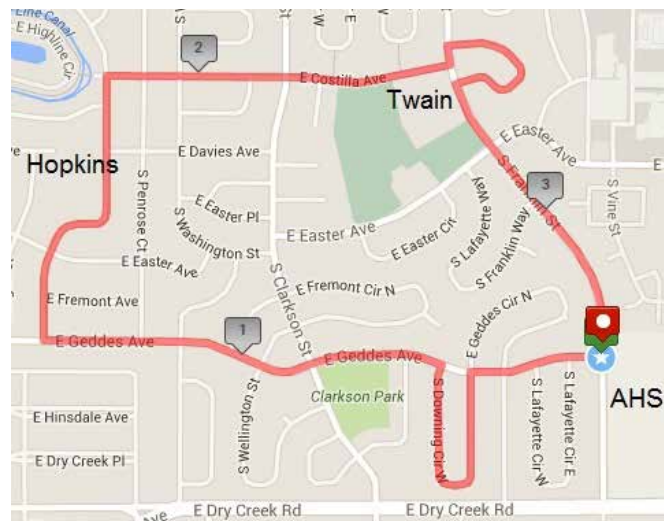 Line Canal
E Highline Cir
S
2
E Costilla Ave
Twain
Hopkins
E Davies Ave
E Easter Ave
S Penrose Ct
S Clarkson St
E Easter Pl
S Washington St
E Easter Ave
E Easter Ave
E Easter Cir
S Lafayette Way
S Franklin Way
S Franklin St
3
S Vine St
E Fremont Ave
E Fremont Cir N
E Geddes Cir N
E Geddes Ave
1
E Geddes Ave
AHS
Clarkson Park
S Wellington St
S Downing Cir W
S Lafayette Cir W
S Lafayette Cir E
E Hinsdale Ave
E Dry Creek Pl
E Dry Creek Rd
E Dry Creek Rd
Ave